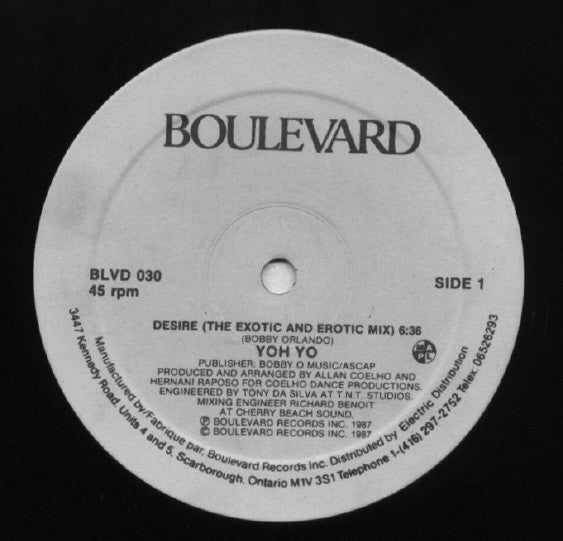 BOULEVARD
BLVD 030
45 rpm
SIDE 1
DESIRE (THE EXOTIC AND EROTIC MIX) 6:36
(BOBBY ORLANDO)
YOH YO
MAPL
PUBLISHER: BOBBY O MUSIC/ASCAP
PRODUCED AND ARRANGED BY ALLAN COELHO AND
HERNANI RAPOSO FOR COELHO DANCE PRODUCTIONS.
ENGINEERED BY TONY DA SILVA AT T.N.T. STUDIOS.
MIXING ENGINEER RICHARD BENOIT
AT CHERRY BEACH SOUND.
℗ BOULEVARD RECORDS INC. 1987
© BOULEVARD RECORDS INC. 1987
Manufactured by/Fabrique par, Boulevard Records Inc. Distributed by Electric Distribution
3447 Kennedy Road, Units 4 and 5, Scarborough, Ontario M1V 3S1 Telephone 1-(416) 297-2752 Telex 06526293